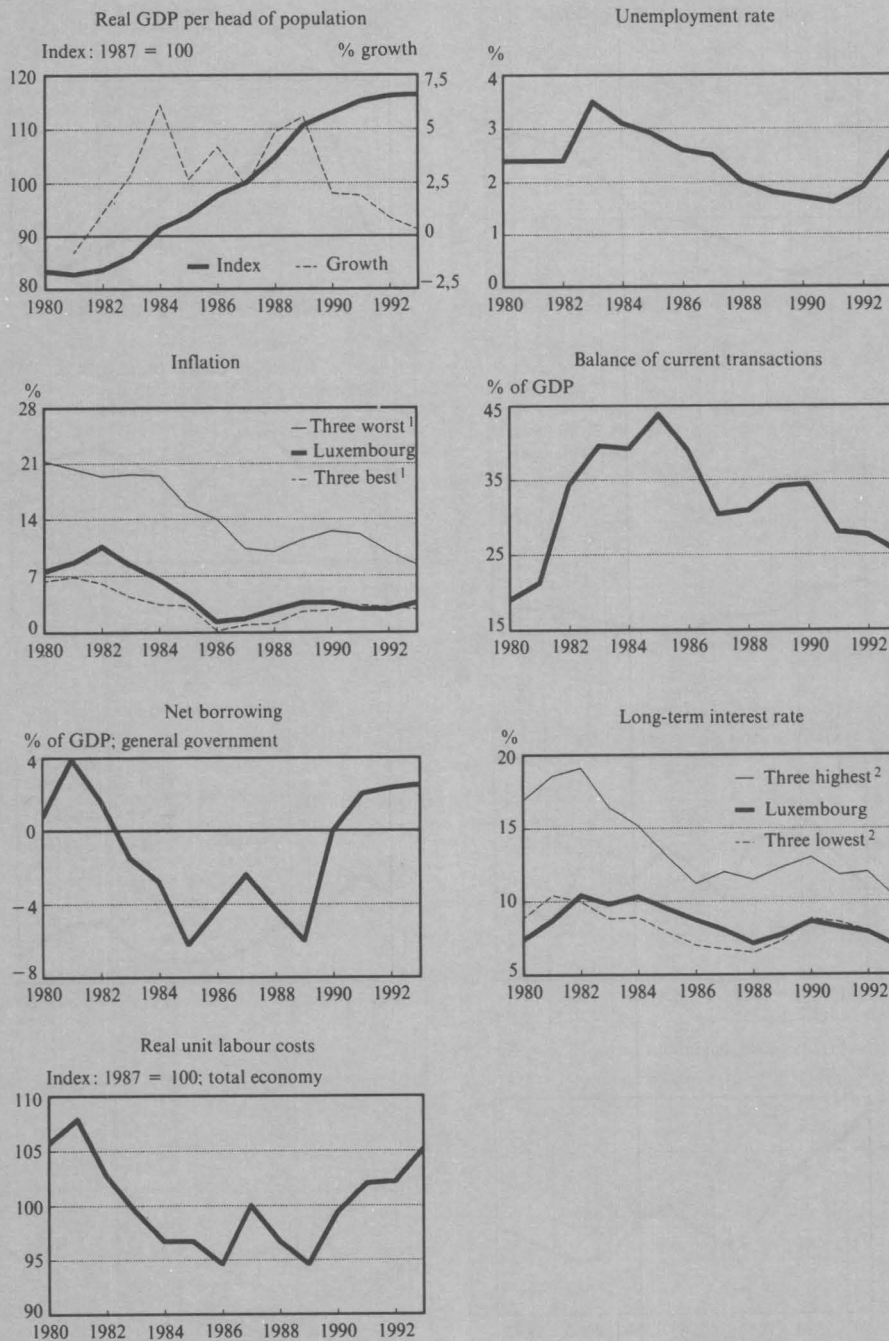 Real GDP per head of population
Index: 1987 = 100 % growth
120
110
100
90
80
7,5
5
2,5
0
−2,5
Index Growth
1980 1982 1984 1986 1988 1990 1992
Unemployment rate
%
4
3
2
1
0
1980 1982 1984 1986 1988 1990 1992
Inflation
%
28
21
14
7
0
Three worst¹
Luxembourg
Three best¹
1980 1982 1984 1986 1988 1990 1992
Balance of current transactions
% of GDP
45
35
25
15
1980 1982 1984 1986 1988 1990 1992
Net borrowing
% of GDP; general government
4
0
−4
−8
1980 1982 1984 1986 1988 1990 1992
Long-term interest rate
%
20
15
10
5
Three highest²
Luxembourg
Three lowest²
1980 1982 1984 1986 1988 1990 1992
Real unit labour costs
Index: 1987 = 100; total economy
110
105
100
95
90
1980 1982 1984 1986 1988 1990 1992